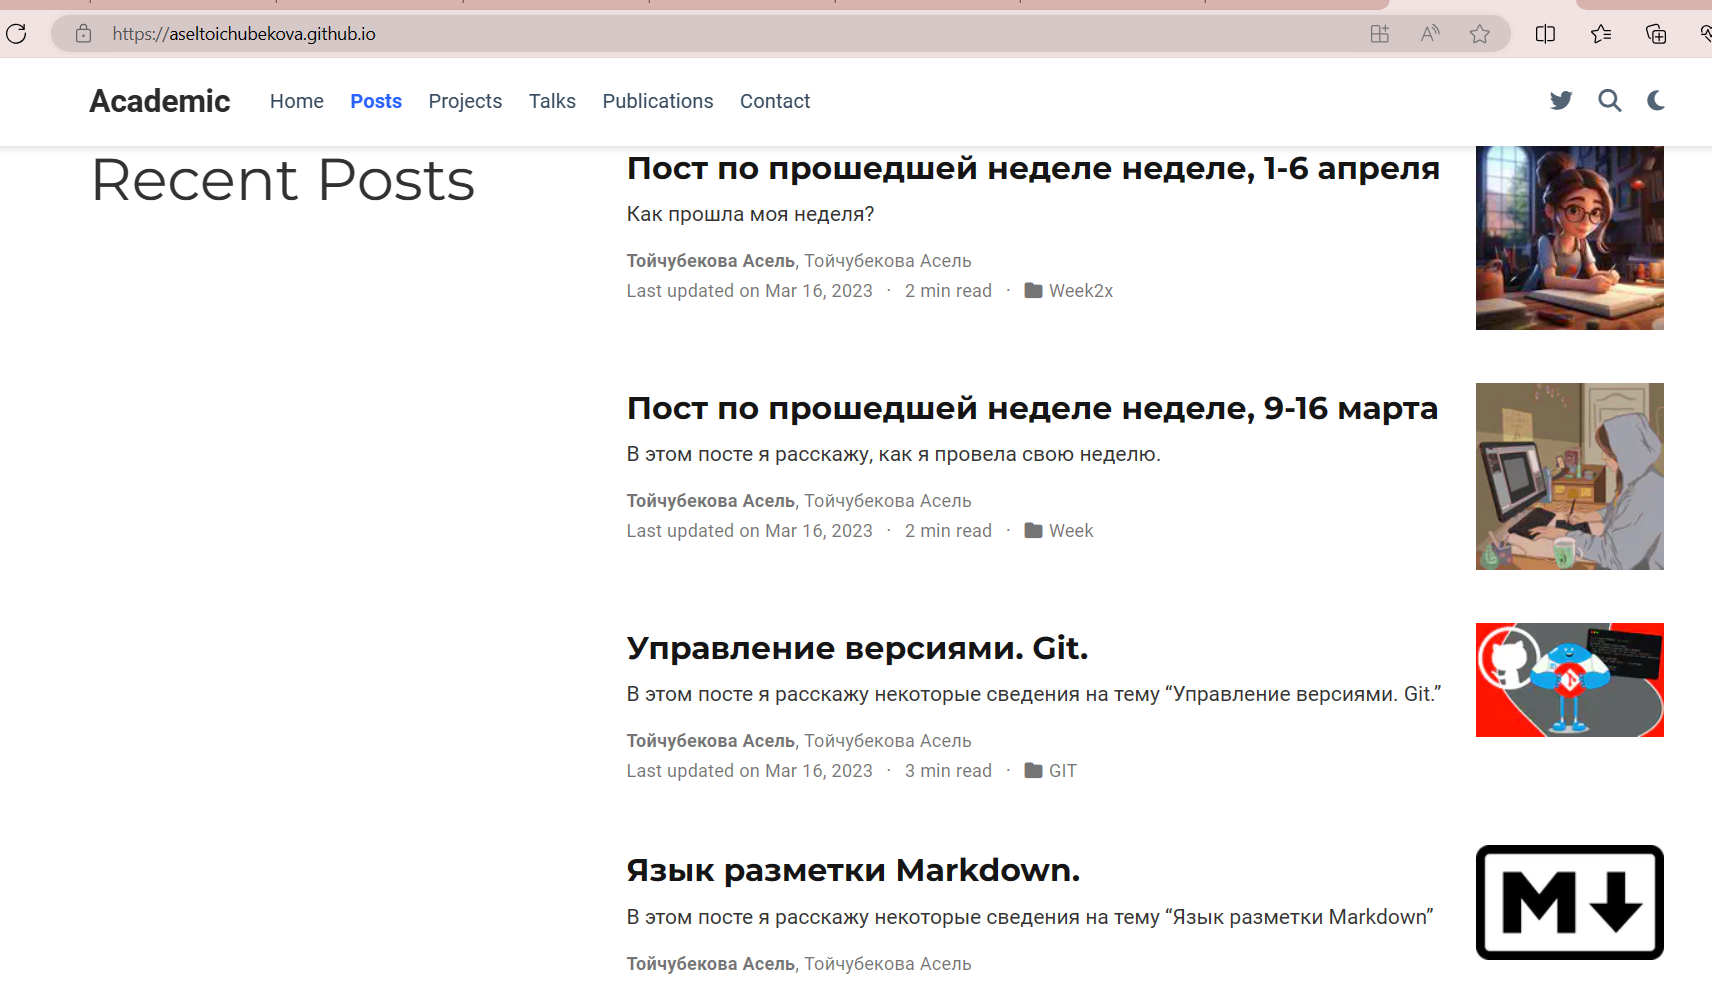 https://aseltoichubekova.github.io
Academic Home Posts Projects Talks Publications Contact
Recent Posts
Пост по прошедшей неделе неделе, 1-6 апреля
Как прошла моя неделя?
Тойчубекова Асель, Тойчубекова Асель
Last updated on Mar 16, 2023 · 2 min read · Week2x
Пост по прошедшей неделе неделе, 9-16 марта
В этом посте я расскажу, как я провела свою неделю.
Тойчубекова Асель, Тойчубекова Асель
Last updated on Mar 16, 2023 · 2 min read · Week
Управление версиями. Git.
В этом посте я расскажу некоторые сведения на тему “Управление версиями. Git.”
Тойчубекова Асель, Тойчубекова Асель
Last updated on Mar 16, 2023 · 3 min read · GIT
Язык разметки Markdown.
В этом посте я расскажу некоторые сведения на тему “Язык разметки Markdown”
Тойчубекова Асель, Тойчубекова Асель
M